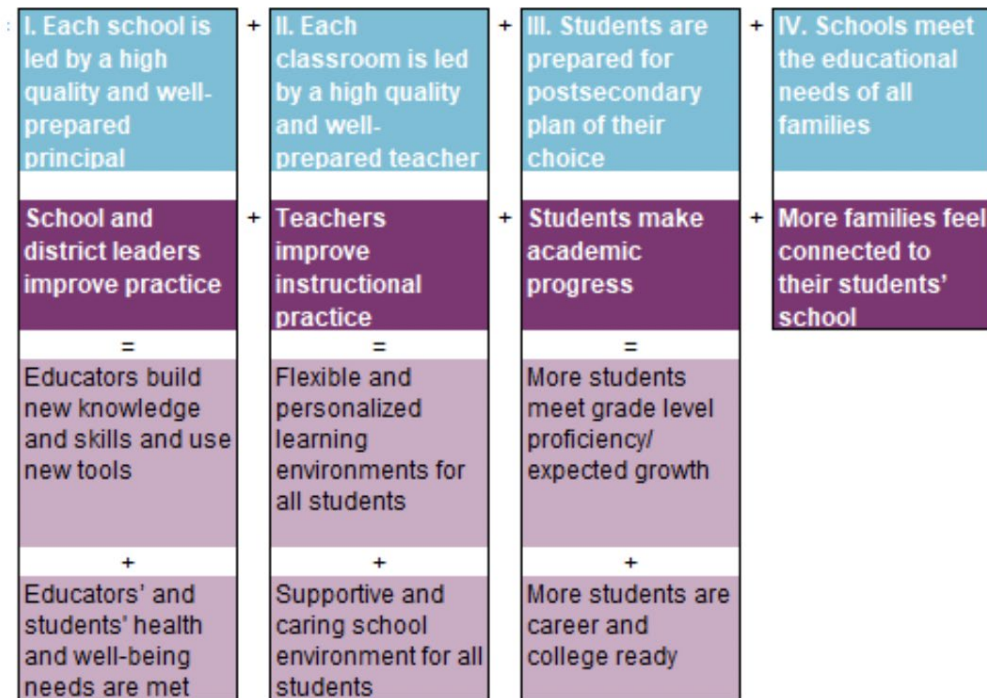 : I. Each school is
led by a high
quality and well-
prepared
principal
+
II. Each
classroom is led
by a high quality
and well-
prepared teacher
+
III. Students are
prepared for
postsecondary
plan of their
choice
+
IV. Schools meet
the educational
needs of all
families
School and
district leaders
improve practice
+
Teachers
improve
instructional
practice
+
Students make
academic
progress
+
More families feel
connected to
their students’
school
=
Educators build
new knowledge
and skills and use
new tools
=
Flexible and
personalized
learning
environments for
all students
=
More students
meet grade level
proficiency/
expected growth
+
Educators’ and
students’ health
and well-being
needs are met
+
Supportive and
caring school
environment for all
students
+
More students are
career and
college ready